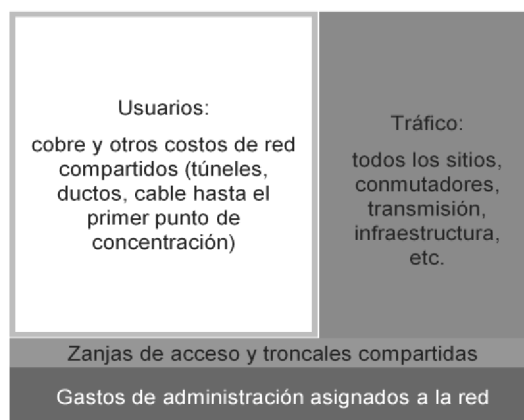 Usuarios:
cobre y otros costos de red
compartidos (túneles,
ductos, cable hasta el
primer punto de
concentración)
Tráfico:
todos los sitios,
conmutadores,
transmisión,
infraestructura,
etc.
Zanjas de acceso y troncales compartidas
Gastos de administración asignados a la red